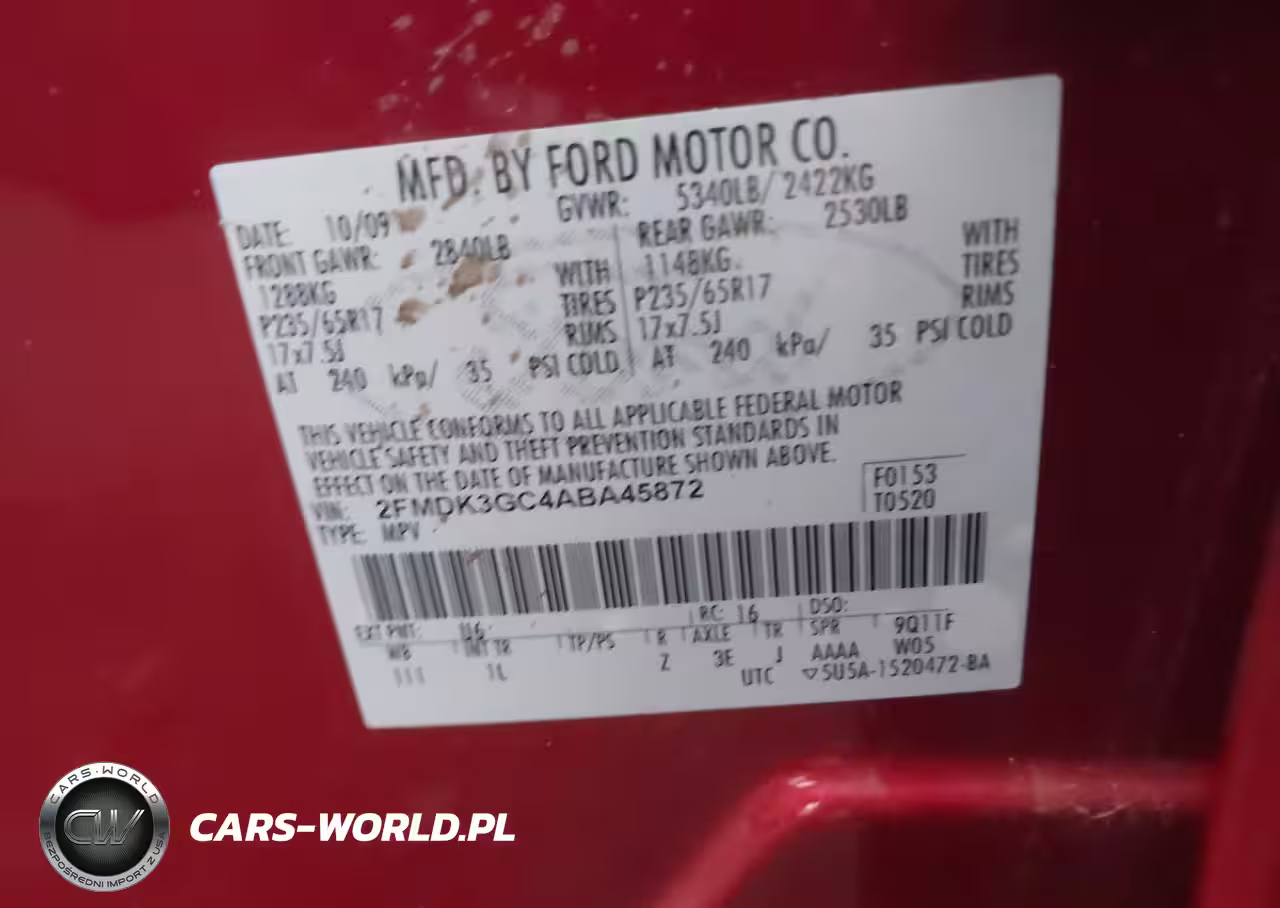 MFD. BY FORD MOTOR CO.
DATE: 10/09 GVWR: 5340LB/ 2422KG
FRONT GAWR: 2840LB REAR GAWR: 2530LB
1288KG WITH 1148KG WITH
P235/65R17 TIRES P235/65R17 TIRES
17x7.5J RIMS 17x7.5J RIMS
AT 240 kPa/ 35 PSI COLD AT 240 kPa/ 35 PSI COLD
THIS VEHICLE CONFORMS TO ALL APPLICABLE FEDERAL MOTOR
VEHICLE SAFETY AND THEFT PREVENTION STANDARDS IN
EFFECT ON THE DATE OF MANUFACTURE SHOWN ABOVE.
VIN: 2FMDK3GC4ABA45872 F0153
TYPE: MPV T0520
EXT PNT: U6 RC: 16 DSO:
WB INT TR TP/PS R AXLE TR SPR 9Q11F
1L Z 3E J AAAA W05
UTC ▽5U5A-1520472-BA
CARS-WORLD
CW
BEZPOŚREDNI IMPORT Z USA
CARS-WORLD.PL